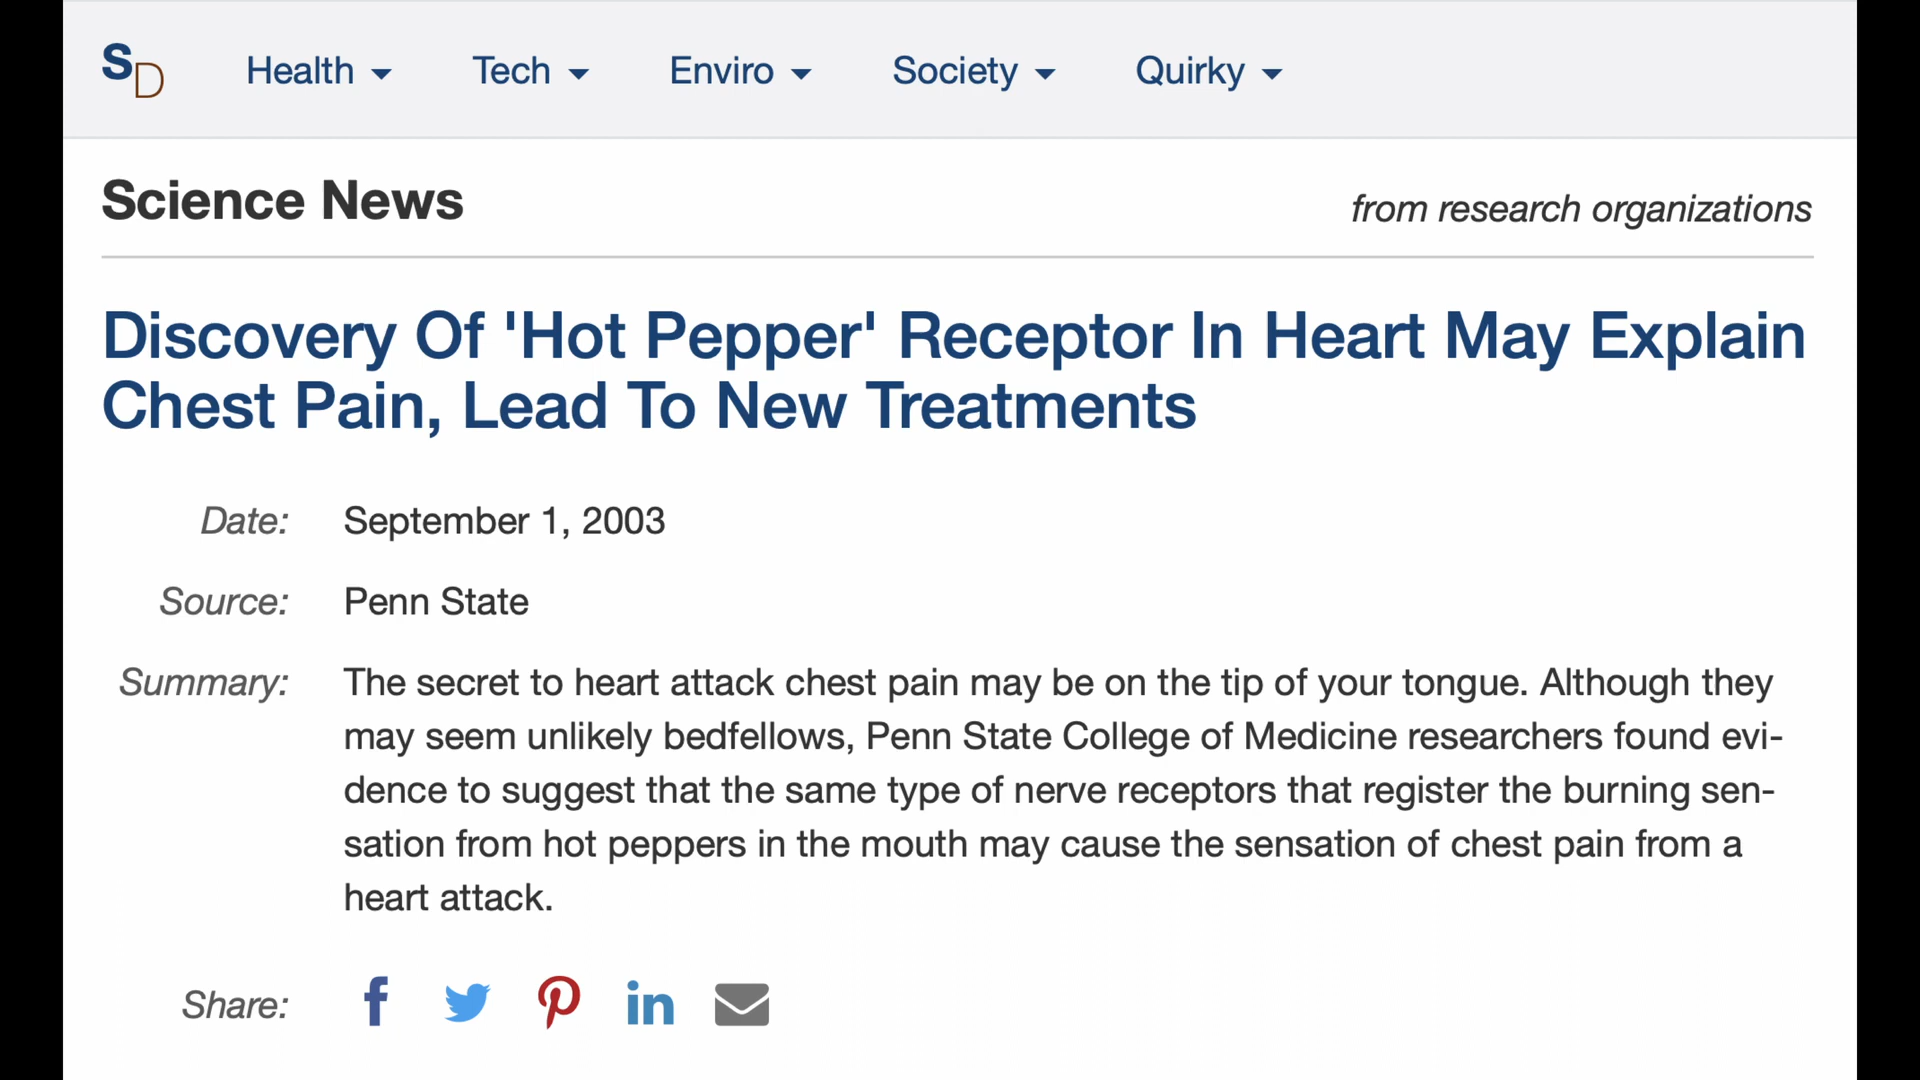 SD Health Tech Enviro Society Quirky
Science News from research organizations
Discovery Of 'Hot Pepper' Receptor In Heart May Explain
Chest Pain, Lead To New Treatments
Date: September 1, 2003
Source: Penn State
Summary: The secret to heart attack chest pain may be on the tip of your tongue. Although they
may seem unlikely bedfellows, Penn State College of Medicine researchers found evi-
dence to suggest that the same type of nerve receptors that register the burning sen-
sation from hot peppers in the mouth may cause the sensation of chest pain from a
heart attack.
Share: f in